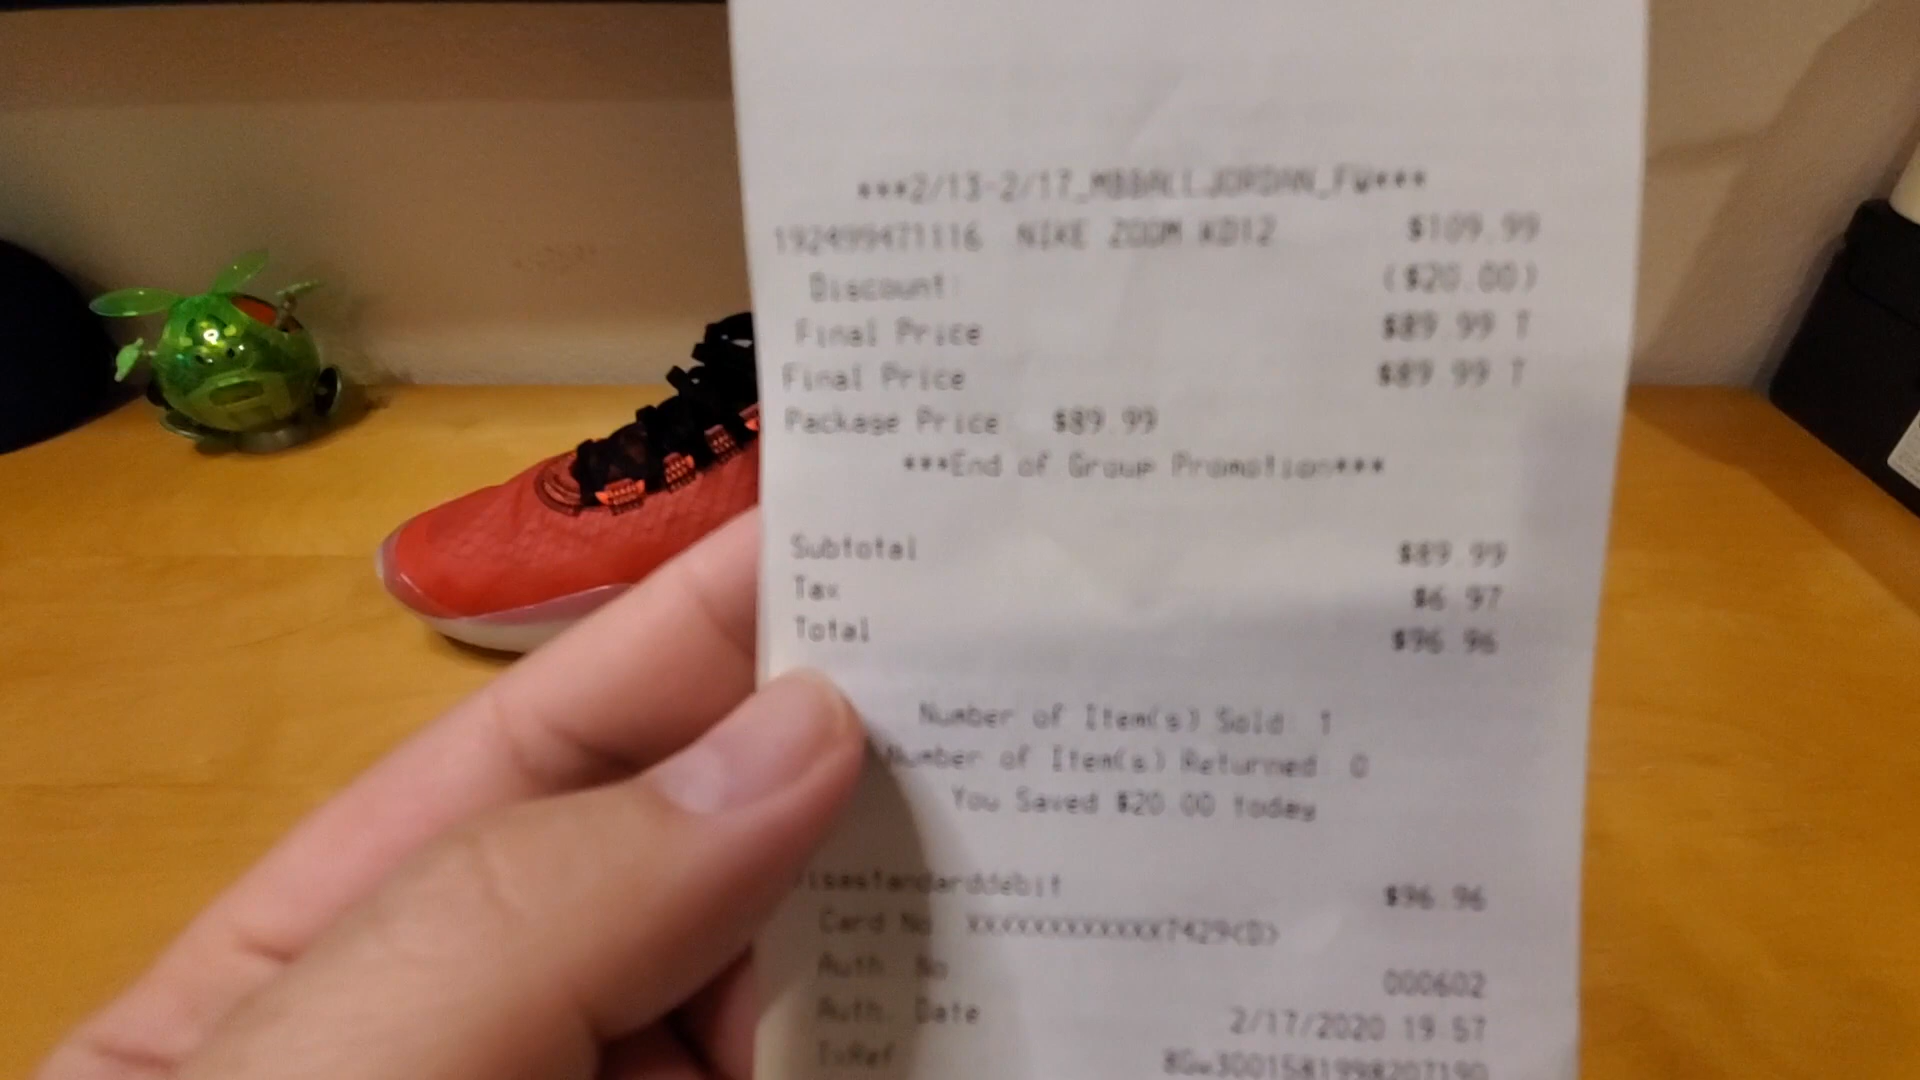 ***2/13-2/17_MBBALLJORDAN_FW***
192499471116 NIKE ZOOM KD12 $109.99
Discount: ($20.00)
Final Price $89.99 T
Final Price $89.99 T
Package Price $89.99
***End of Group Promotion***
Subtotal $89.99
Tax $6.97
Total $96.96
Number of Item(s) Sold: 1
Number of Item(s) Returned: 0
You Saved $20.00 today
isastandarddebit $96.96
Card No XXXXXXXXXXXX7429<D>
Auth. No 000602
Auth. Date 2/17/2020 19:57